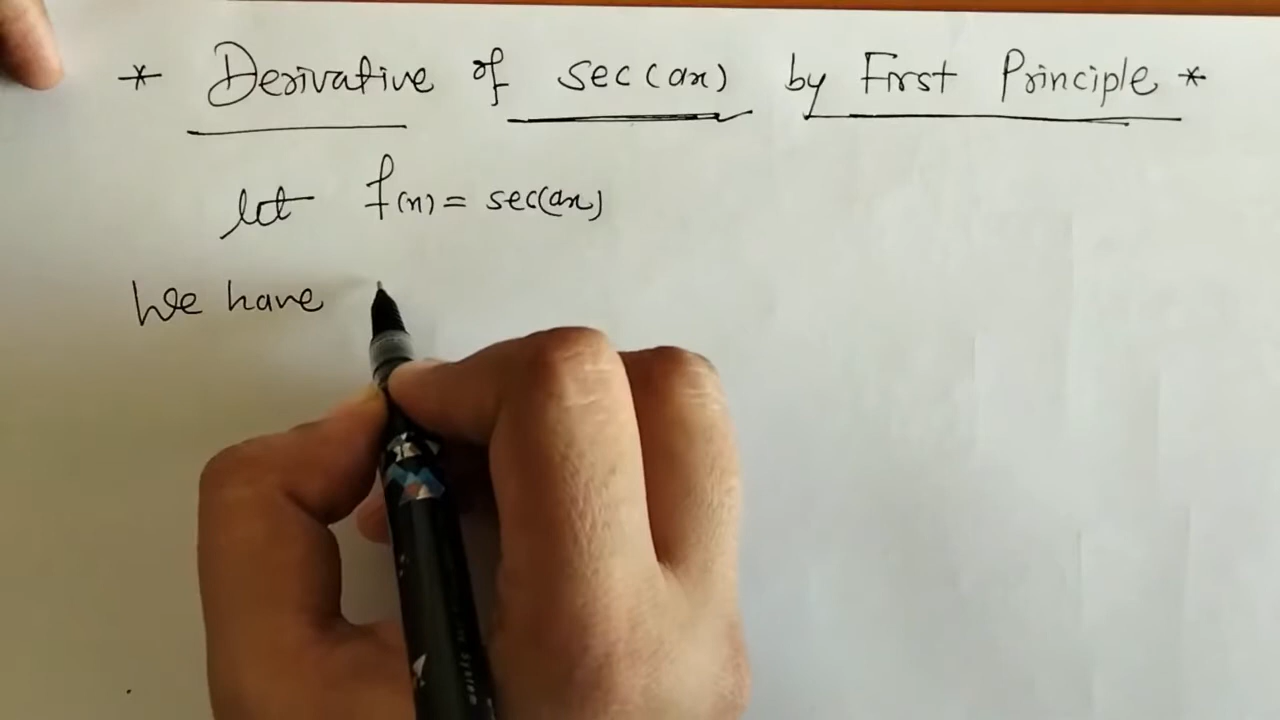 * Derivative of sec(ax) by First Principle *
let f(x) = sec(ax)
We have